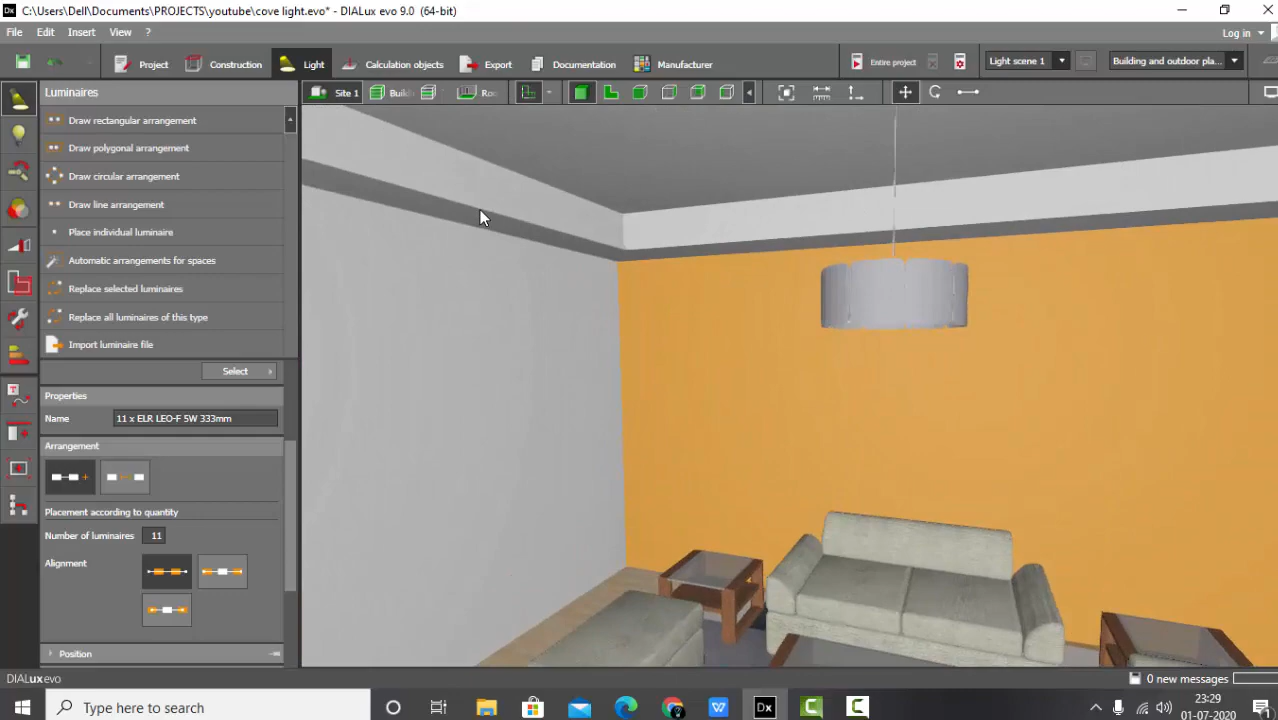 C:\Users\Dell\Documents\PROJECTS\youtube\cove light.evo* - DIALux evo 9.0 (64-bit)
File Edit Insert View ?
Log in
Project Construction Light Calculation objects Export Documentation Manufacturer
Entire project
Light scene 1
Building and outdoor pla...
Luminaires
Site 1
Draw rectangular arrangement
Draw polygonal arrangement
Draw circular arrangement
Draw line arrangement
Place individual luminaire
Automatic arrangements for spaces
Replace selected luminaires
Replace all luminaires of this type
Import luminaire file
Select
Properties
Name 11 x ELR LEO-F 5W 333mm
Arrangement
Placement according to quantity
Number of luminaires 11
Alignment
Position
DIALux evo
0 new messages
Type here to search
23:29
01-07-2020